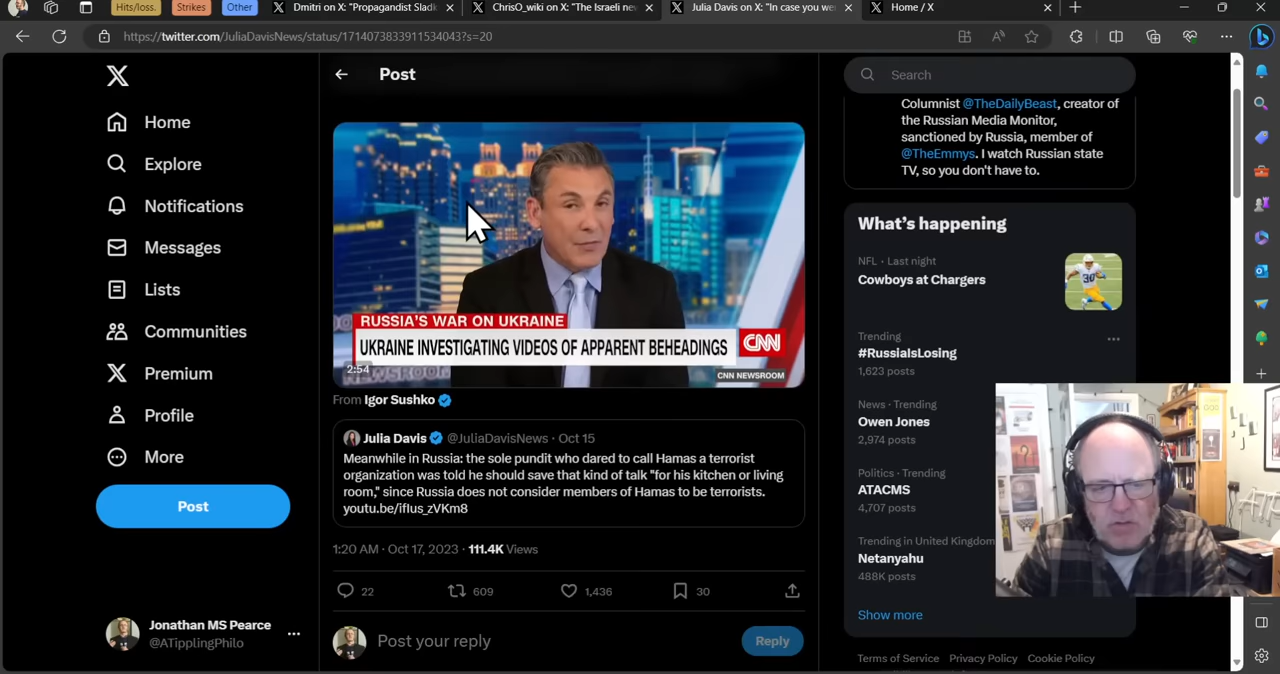 Hits/loss.
Strikes
Other
Dmitri on X: "Propagandist Slad
ChrisO_wiki on X: "The Israeli ne
Julia Davis on X: "In case you we
Home / X
https://twitter.com/JuliaDavisNews/status/1714073833911534043?s=20
Home
Explore
Notifications
Messages
Lists
Communities
Premium
Profile
More
Post
Jonathan MS Pearce
@ATipplingPhilo
Post
RUSSIA'S WAR ON UKRAINE
UKRAINE INVESTIGATING VIDEOS OF APPARENT BEHEADINGS
CNN
2:54
NEWSROOM
CNN NEWSROOM
From Igor Sushko
Julia Davis @JuliaDavisNews · Oct 15
Meanwhile in Russia: the sole pundit who dared to call Hamas a terrorist
organization was told he should save that kind of talk "for his kitchen or living
room," since Russia does not consider members of Hamas to be terrorists.
youtu.be/ifIus_zVKm8
1:20 AM · Oct 17, 2023 · 111.4K Views
22
609
1,436
30
Post your reply
Reply
Search
Columnist @TheDailyBeast, creator of
the Russian Media Monitor,
sanctioned by Russia, member of
@TheEmmys. I watch Russian state
TV, so you don't have to.
What's happening
NFL · Last night
Cowboys at Chargers
Trending
#RussiaIsLosing
1,623 posts
News · Trending
Owen Jones
2,974 posts
Politics · Trending
ATACMS
4,707 posts
Trending in United Kingdom
Netanyahu
488K posts
Show more
Terms of Service Privacy Policy Cookie Policy